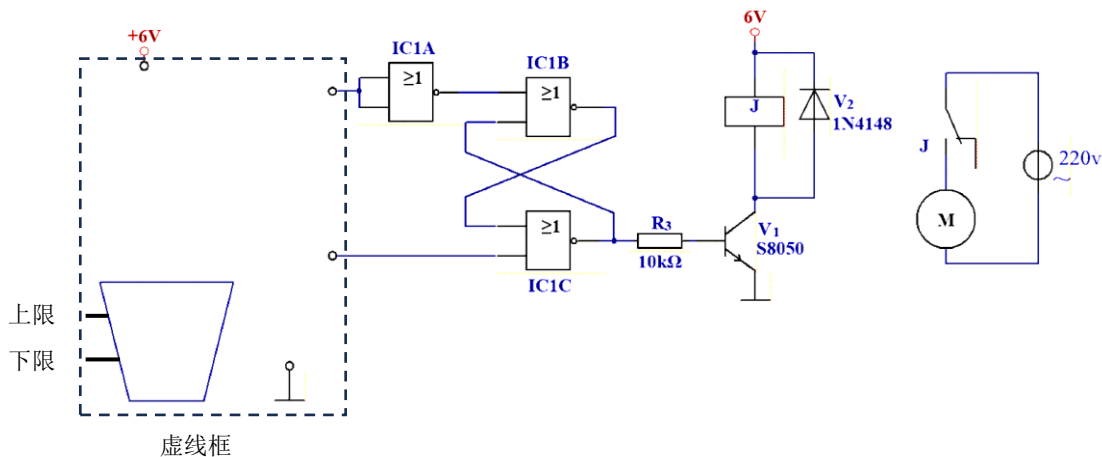 +6V
IC1A
≥1
IC1B
≥1
6V
J
V₂
1N4148
J
220v
~
M
≥1
IC1C
R₃
10kΩ
V₁
S8050
上限
下限
虚线框